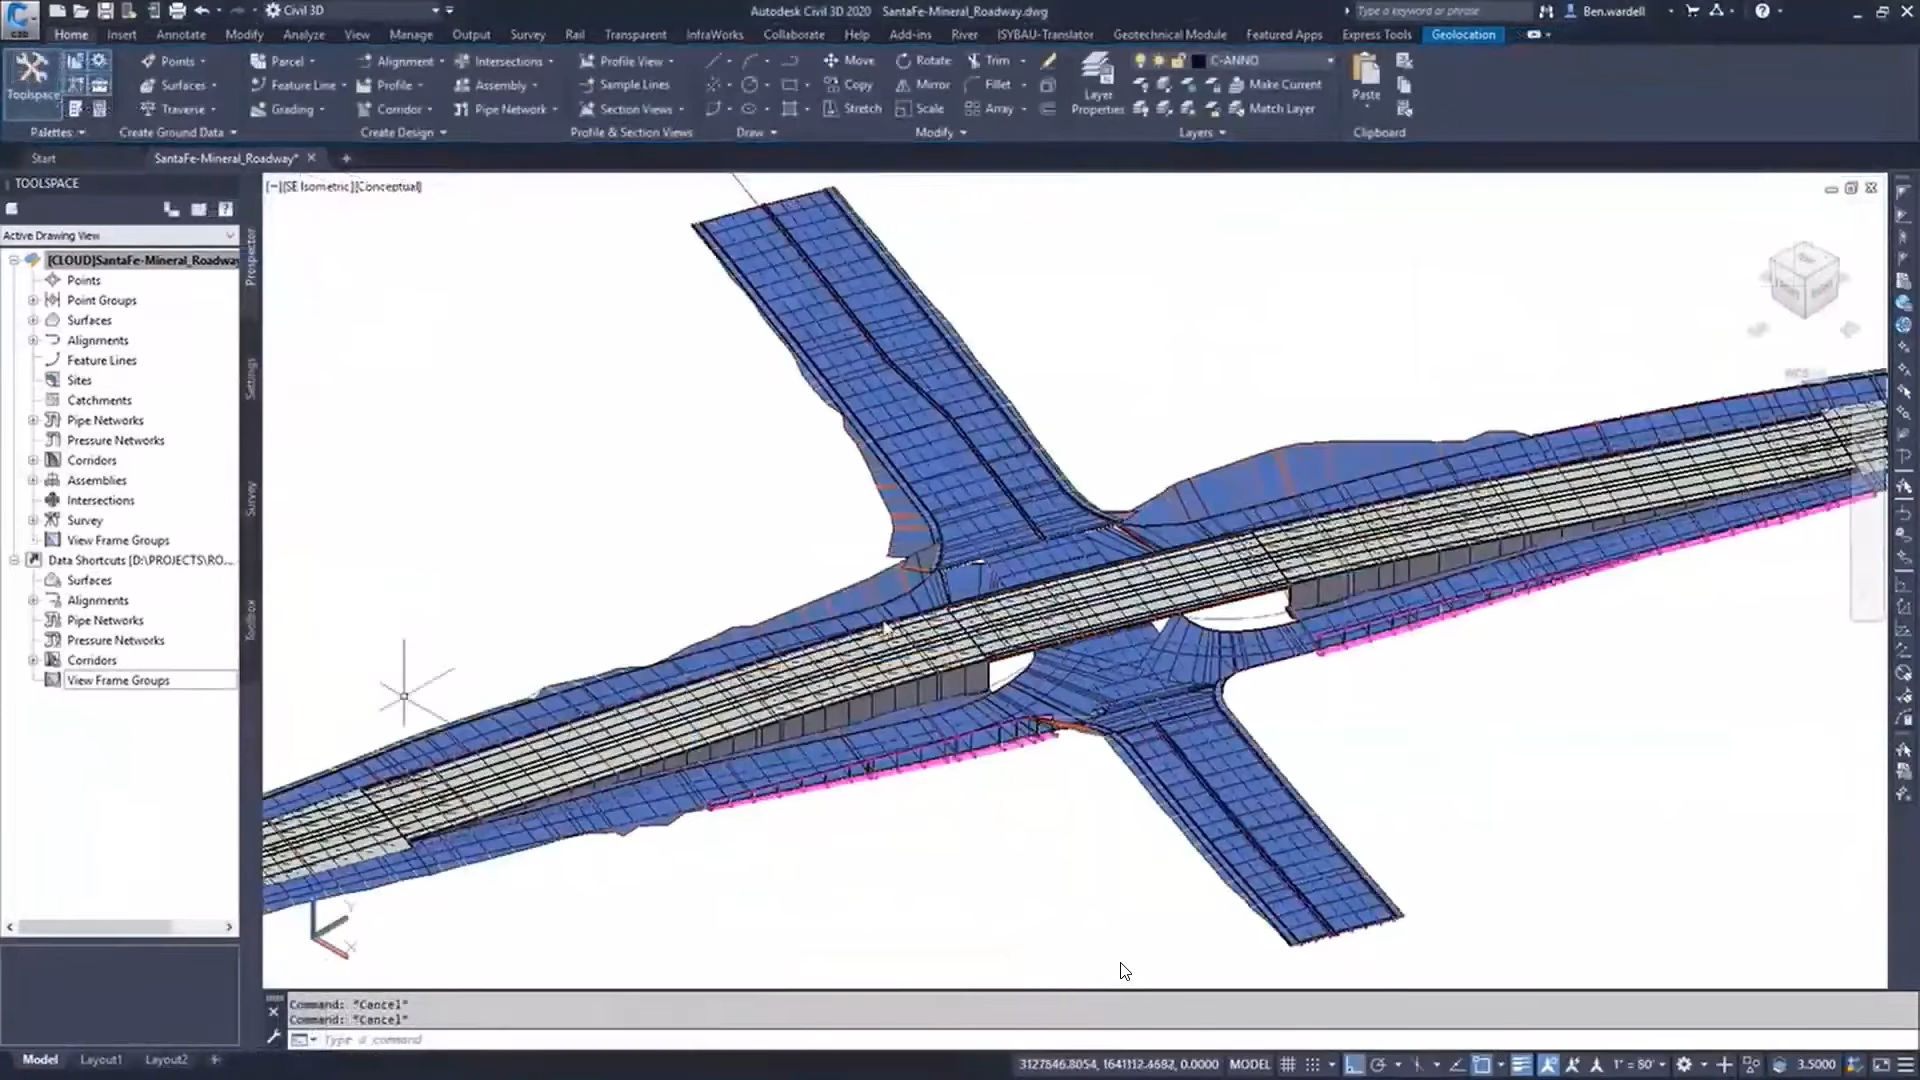 Civil 3D
Autodesk Civil 3D 2020 SantaFe-Mineral_Roadway.dwg
Type a keyword or phrase
Ben.wardell
Home Insert Annotate Modify Analyze View Manage Output Survey Rail Transparent InfraWorks Collaborate Help Add-ins River ISYBAU-Translator Geotechnical Module Featured Apps Express Tools Geolocation
Toolspace
Points
Surfaces
Traverse
Parcel
Feature Line
Grading
Alignment
Profile
Corridor
Intersections
Assembly
Pipe Network
Profile View
Sample Lines
Section Views
Move
Copy
Stretch
Rotate
Mirror
Scale
Trim
Fillet
Array
Layer
Properties
C-ANNO
Make Current
Match Layer
Paste
Palettes
Create Ground Data
Create Design
Profile & Section Views
Draw
Modify
Layers
Clipboard
Start
SantaFe-Mineral_Roadway*
TOOLSPACE
Active Drawing View
[CLOUD]SantaFe-Mineral_Roadway
Points
Point Groups
Surfaces
Alignments
Feature Lines
Sites
Catchments
Pipe Networks
Pressure Networks
Corridors
Assemblies
Intersections
Survey
View Frame Groups
Data Shortcuts [D:\PROJECTS\RO...
Surfaces
Alignments
Pipe Networks
Pressure Networks
Corridors
View Frame Groups
Prospector
Settings
Survey
Toolbox
[−][SE Isometric][Conceptual]
WCS
Y
X
Command: *Cancel*
Command: *Cancel*
Type a command
Model Layout1 Layout2
3127846.8054, 1641112.4682, 0.0000 MODEL
1" = 80'
3.5000